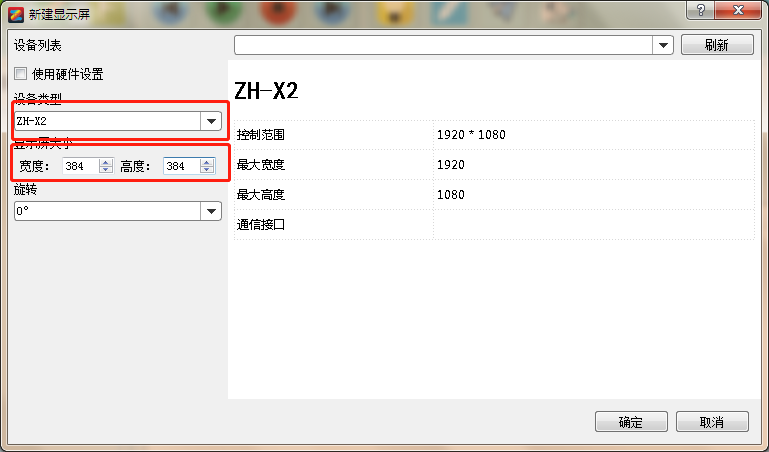 新建显示屏
设备列表
刷新
使用硬件设置
设备类型
ZH-X2
显示屏大小
宽度: 384 高度: 384
旋转
0°
ZH-X2
控制范围 1920 * 1080
最大宽度 1920
最大高度 1080
通信接口
确定 取消